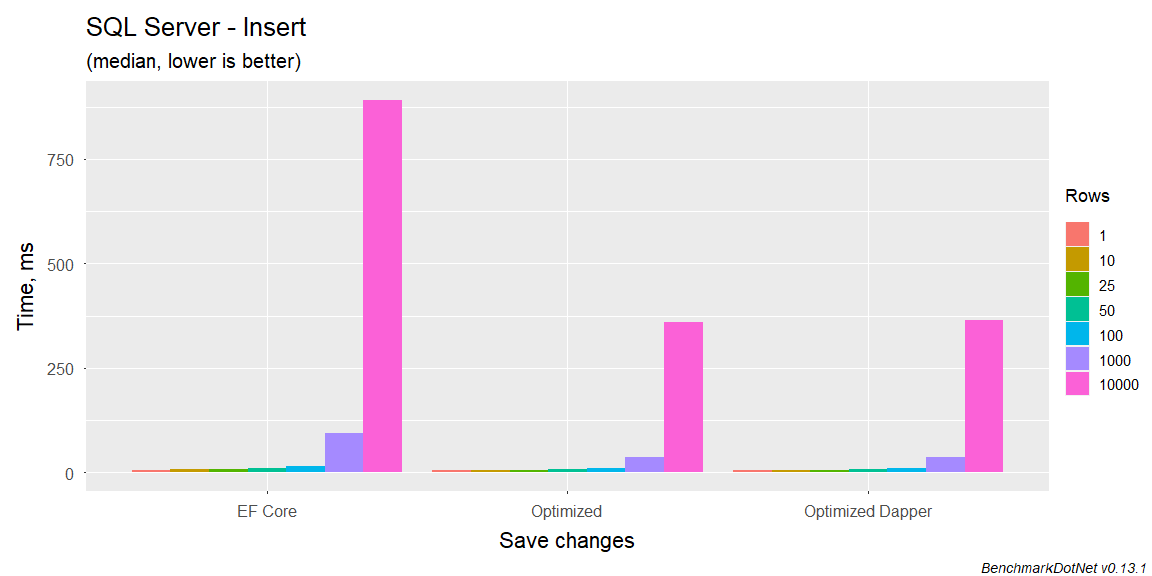 SQL Server - Insert
(median, lower is better)
Time, ms
750
500
250
0
EF Core
Optimized
Optimized Dapper
Save changes
Rows
1
10
25
50
100
1000
10000
BenchmarkDotNet v0.13.1